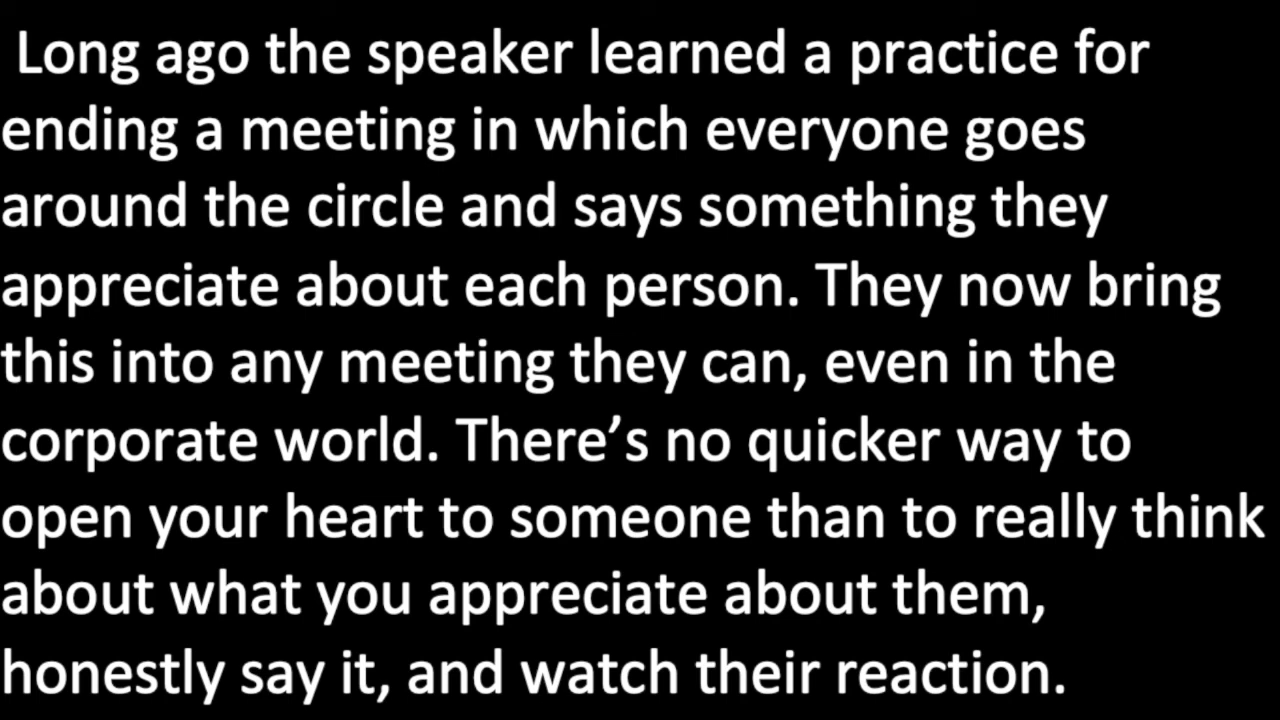 Long ago the speaker learned a practice for
ending a meeting in which everyone goes
around the circle and says something they
appreciate about each person. They now bring
this into any meeting they can, even in the
corporate world. There’s no quicker way to
open your heart to someone than to really think
about what you appreciate about them,
honestly say it, and watch their reaction.